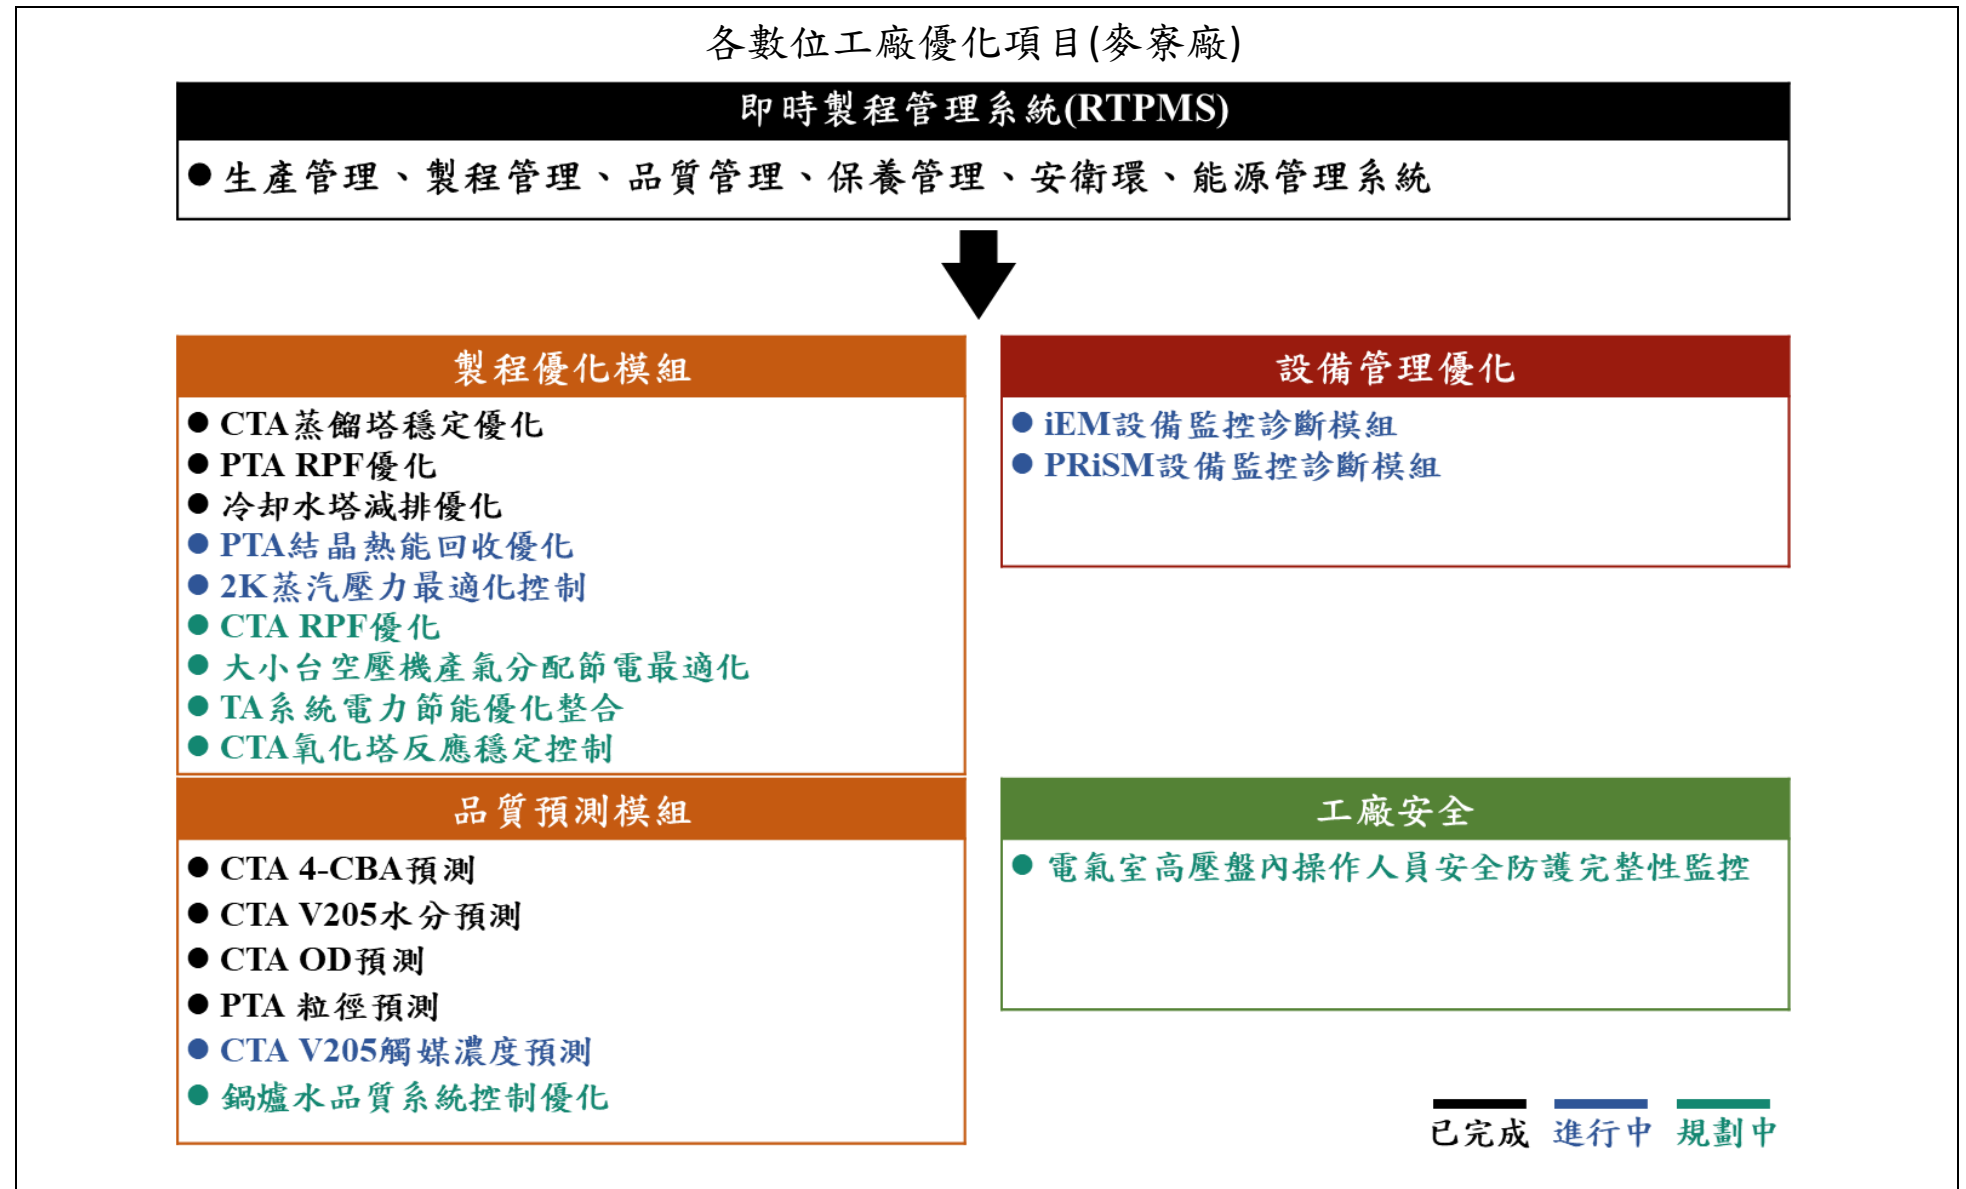 各數位工廠優化項目(麥寮廠)
即時製程管理系統(RTPMS)
●生產管理、製程管理、品質管理、保養管理、安衛環、能源管理系統
製程優化模組
●CTA蒸餾塔穩定優化
●PTA RPF優化
●冷却水塔減排優化
●PTA結晶熱能回收優化
●2K蒸汽壓力最適化控制
●CTA RPF優化
●大小台空壓機產氣分配節電最適化
●TA系統電力節能優化整合
●CTA氧化塔反應穩定控制
設備管理優化
●iEM設備監控診斷模組
●PRiSM設備監控診斷模組
品質預測模組
●CTA 4-CBA預測
●CTA V205水分預測
●CTA OD預測
●PTA 粒徑預測
●CTA V205觸媒濃度預測
●鍋爐水品質系統控制優化
工廠安全
●電氣室高壓盤內操作人員安全防護完整性監控
已完成 進行中 規劃中